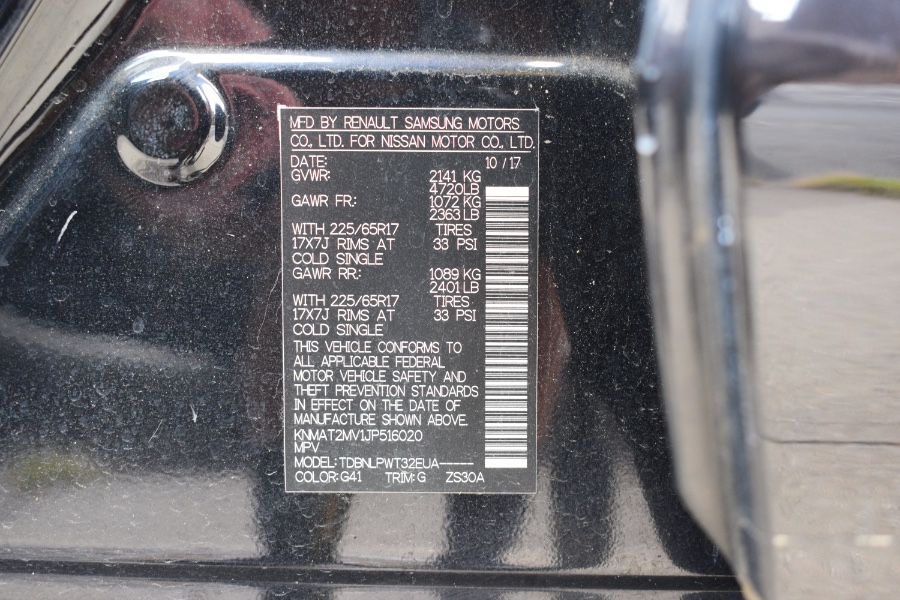 MFD BY RENAULT SAMSUNG MOTORS
CO., LTD. FOR NISSAN MOTOR CO., LTD.
DATE: 10 / 17
GVWR: 2141 KG
4720LB
GAWR FR.: 1072 KG
2363 LB
WITH 225/65R17 TIRES
17X7J RIMS AT 33 PSI
COLD SINGLE
GAWR RR.: 1089 KG
2401 LB
WITH 225/65R17 TIRES
17X7J RIMS AT 33 PSI
COLD SINGLE
THIS VEHICLE CONFORMS TO
ALL APPLICABLE FEDERAL
MOTOR VEHICLE SAFETY AND
THEFT PREVENTION STANDARDS
IN EFFECT ON THE DATE OF
MANUFACTURE SHOWN ABOVE.
KNMAT2MV1JP516020
MPV
MODEL: TDBNLPWT32EUA-----
COLOR: G41 TRIM: G ZS30A